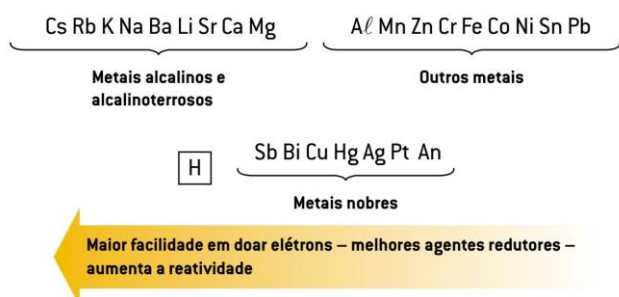 Cs Rb K Na Ba Li Sr Ca Mg
Aℓ Mn Zn Cr Fe Co Ni Sn Pb
Metais alcalinos e
alcalinoterrosos
Outros metais
H
Sb Bi Cu Hg Ag Pt An
Metais nobres
Maior facilidade em doar elétrons – melhores agentes redutores –
aumenta a reatividade